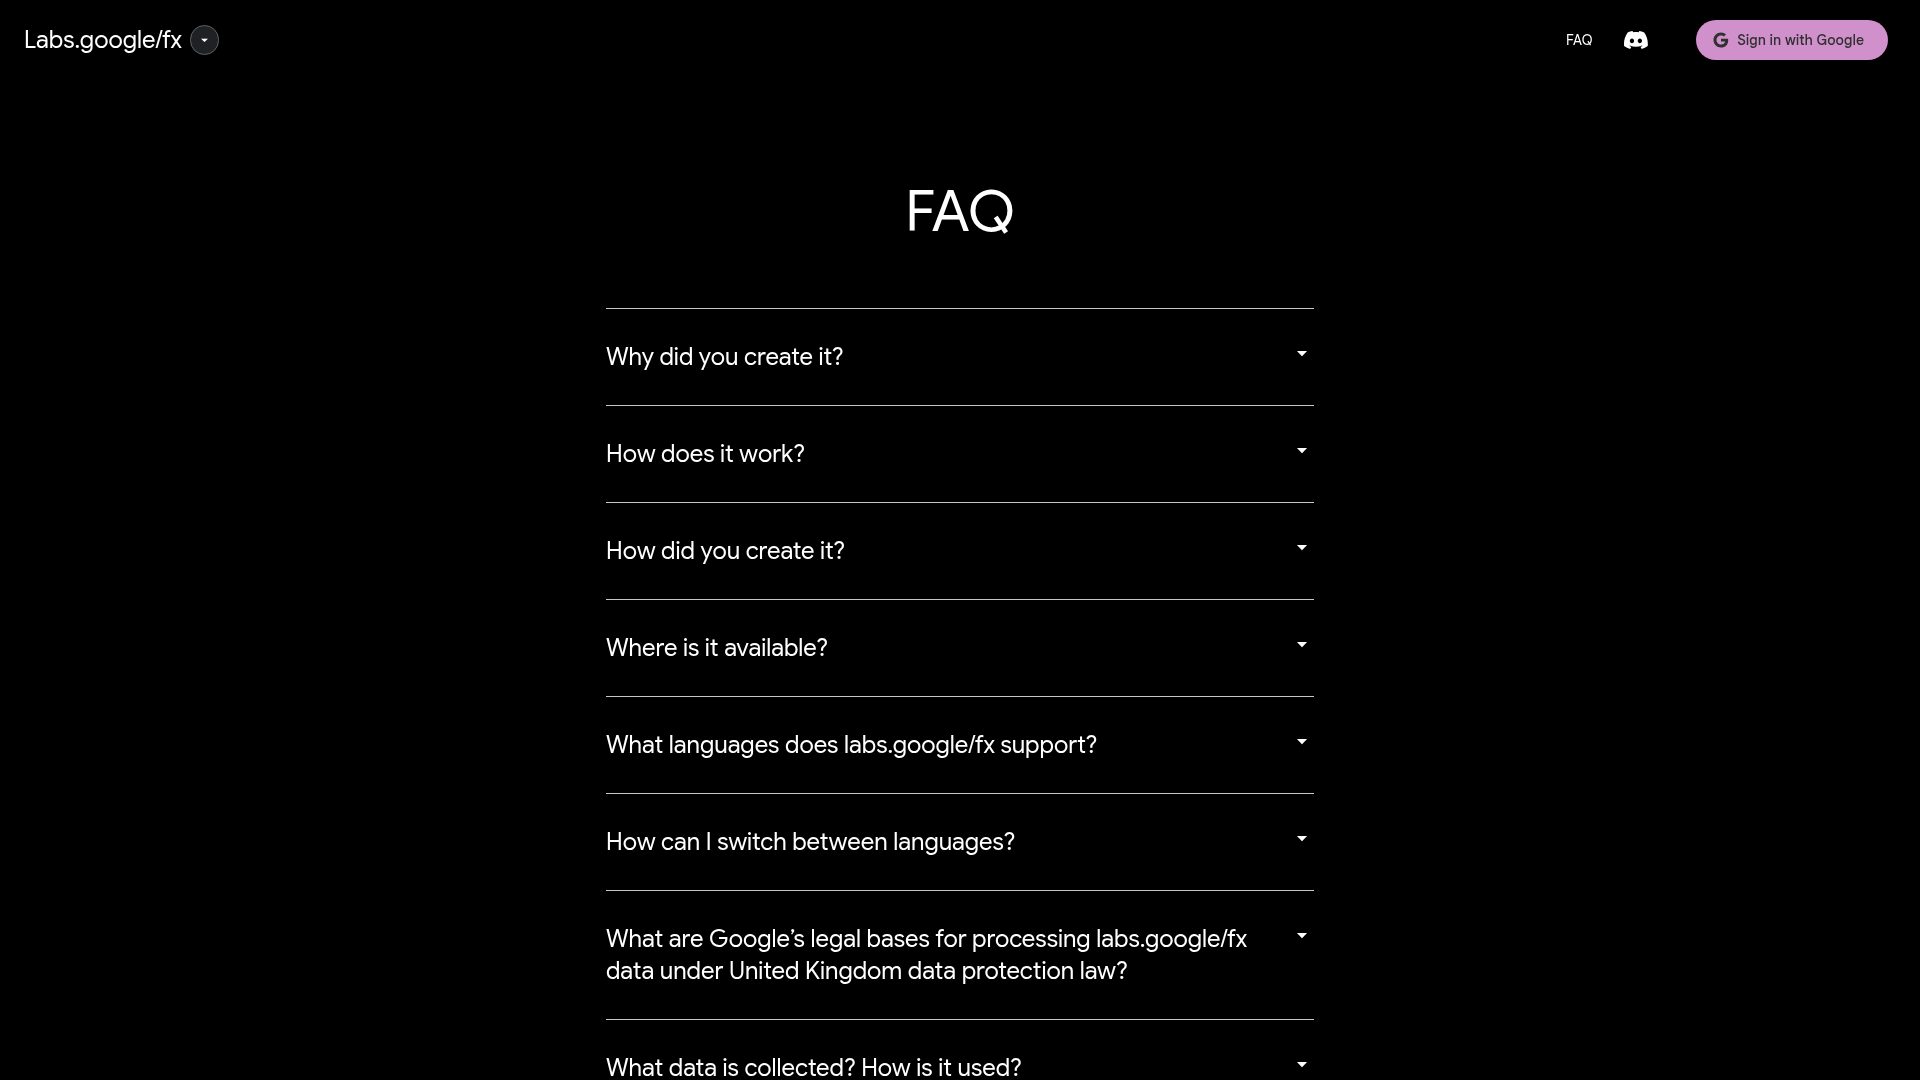 Labs.google/fx
FAQ
Sign in with Google
FAQ
Why did you create it?
How does it work?
How did you create it?
Where is it available?
What languages does labs.google/fx support?
How can I switch between languages?
What are Google’s legal bases for processing labs.google/fx
data under United Kingdom data protection law?
What data is collected? How is it used?